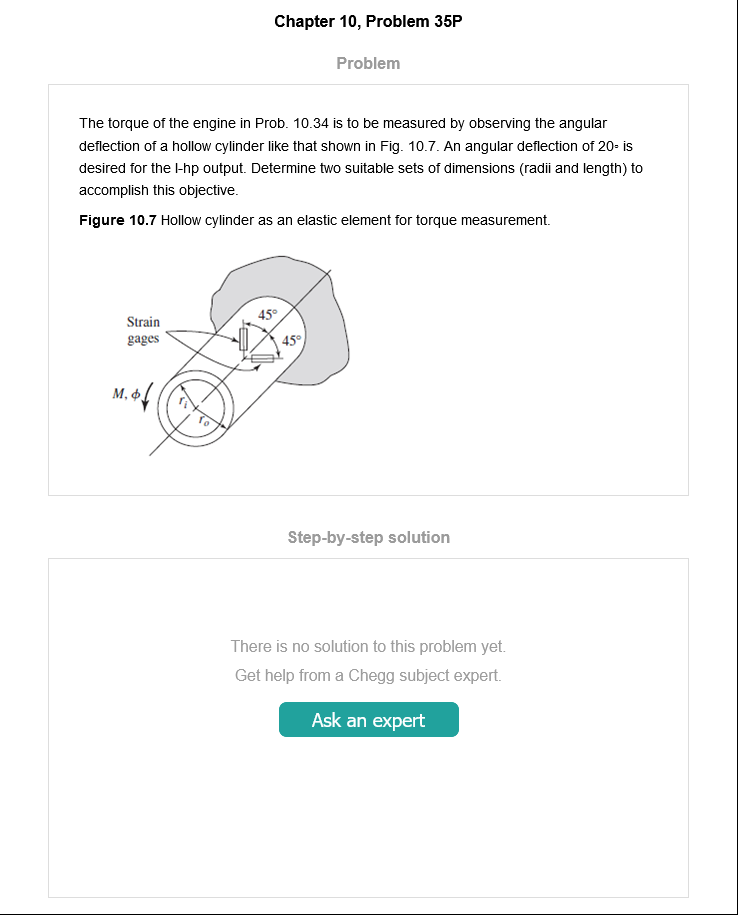 Chapter 10, Problem 35P
Problem
The torque of the engine in Prob. 10.34 is to be measured by observing the angular
deflection of a hollow cylinder like that shown in Fig. 10.7. An angular deflection of 20◦ is
desired for the l-hp output. Determine two suitable sets of dimensions (radii and length) to
accomplish this objective.
Figure 10.7 Hollow cylinder as an elastic element for torque measurement.
45°
Strain
gages
45°
M, ϕ
ri
ro
Step-by-step solution
There is no solution to this problem yet.
Get help from a Chegg subject expert.
Ask an expert